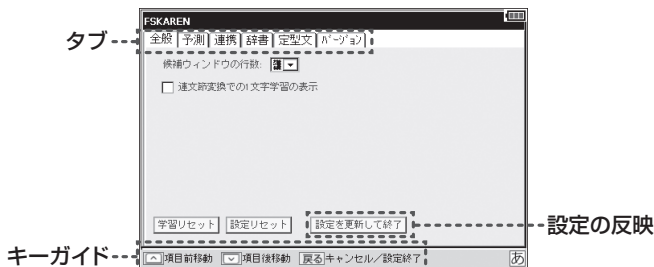 FSKAREN
タブ
全般 予測 連携 辞書 定型文 バージョン
候補ウィンドウの行数:
連文節変換での1文字学習の表示
学習リセット 設定リセット 設定を更新して終了
設定の反映
キーガイド
項目前移動 項目後移動 戻る キャンセル／設定終了 あ